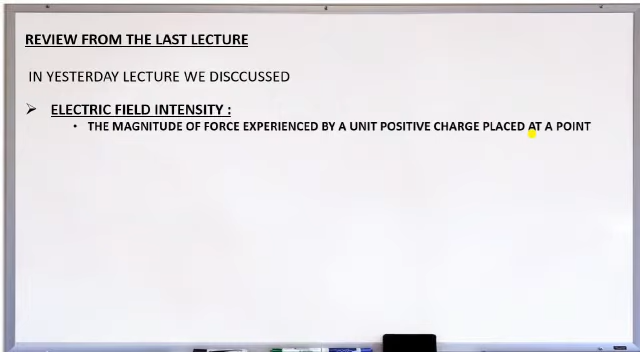 REVIEW FROM THE LAST LECTURE
IN YESTERDAY LECTURE WE DISCCUSSED
➢ ELECTRIC FIELD INTENSITY :
• THE MAGNITUDE OF FORCE EXPERIENCED BY A UNIT POSITIVE CHARGE PLACED AT A POINT